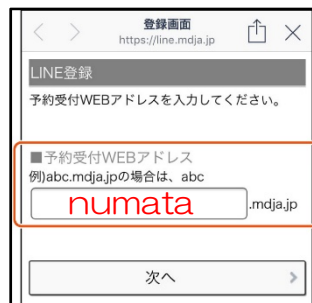 登録画面
https://line.mdja.jp
LINE登録
予約受付WEBアドレスを入力してください。
■予約受付WEBアドレス
例)abc.mdja.jpの場合は、abc
numata .mdja.jp
次へ